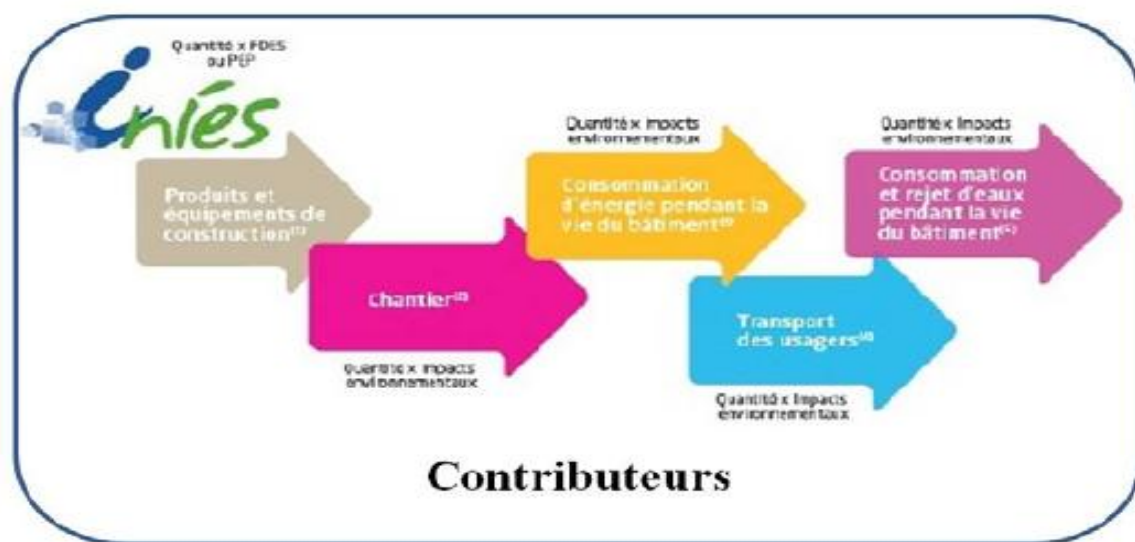 Quantité x FDES
ou PEP
iniés
Produits et
équipements de
construction⁽¹⁾
Chantier⁽²⁾
Quantité x Impacts
environnementaux
Quantité x Impacts
environnementaux
Consommation
d'énergie pendant la
vie du bâtiment
Transport
des usagers
Quantité x Impacts
environnementaux
Quantité x Impacts
environnementaux
Consommation
et rejet d'eaux
pendant la vie
du bâtiment
Contributeurs